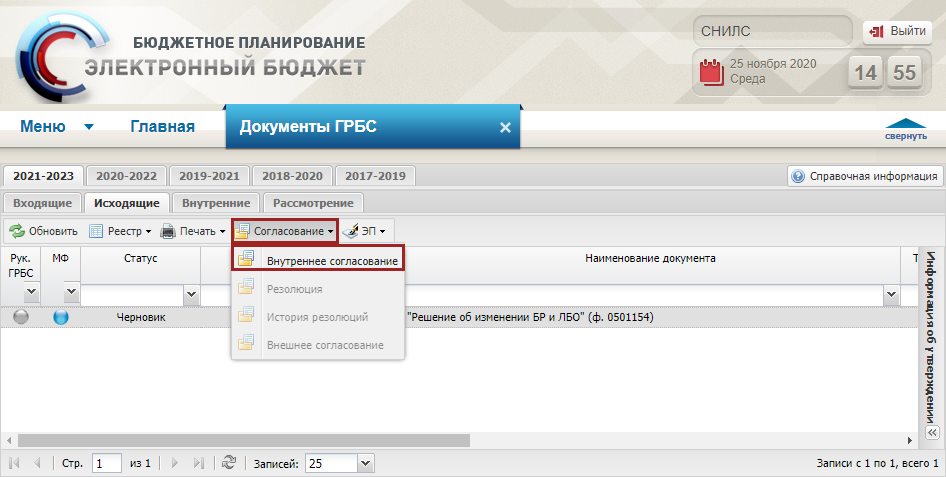 БЮДЖЕТНОЕ ПЛАНИРОВАНИЕ
ЭЛЕКТРОННЫЙ БЮДЖЕТ
СНИЛС
Выйти
25 ноября 2020
Среда
14 55
Меню
Главная
Документы ГРБС
свернуть
2021-2023
2020-2022
2019-2021
2018-2020
2017-2019
Справочная информация
Входящие
Исходящие
Внутренние
Рассмотрение
Обновить
Реестр
Печать
Согласование
ЭП
Рук. ГРБС
МФ
Статус
Наименование документа
Т
Внутреннее согласование
Резолюция
История резолюций
Внешнее согласование
Черновик
"Решение об изменении БР и ЛБО" (ф. 0501154)
Информация об утверждении
Стр. 1 из 1
Записей: 25
Записи с 1 по 1, всего 1